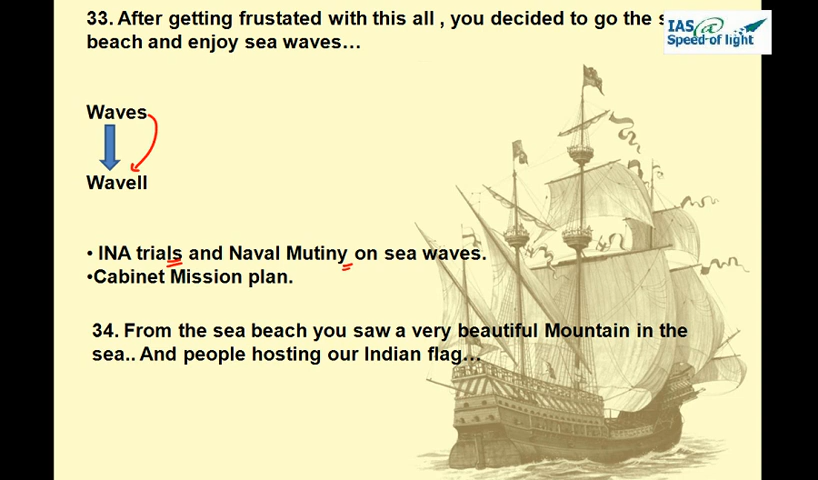 33. After getting frustated with this all , you decided to go the
beach and enjoy sea waves…
IAS@
Speed of light
Waves
Wavell
• INA trials and Naval Mutiny on sea waves.
•Cabinet Mission plan.
34. From the sea beach you saw a very beautiful Mountain in the
sea.. And people hosting our Indian flag…